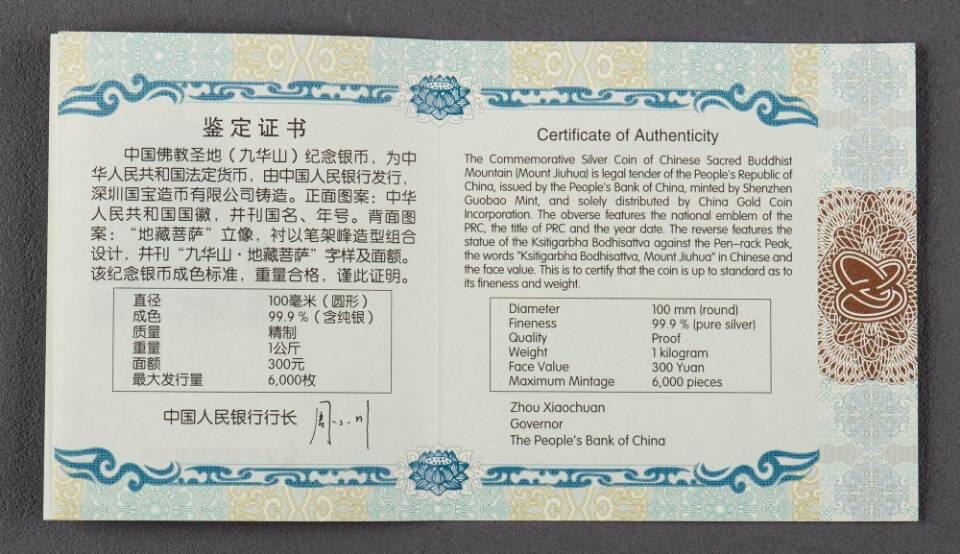 鉴定证书
中国佛教圣地（九华山）纪念银币，为中
华人民共和国法定货币，由中国人民银行发行，
深圳国宝造币有限公司铸造。正面图案：中华
人民共和国国徽，并刊国名、年号。背面图
案：“地藏菩萨”立像，衬以笔架峰造型组合
设计，并刊“九华山·地藏菩萨”字样及面额。
该纪念银币成色标准，重量合格，谨此证明。
直径 100毫米（圆形）
成色 99.9％（含纯银）
质量 精制
重量 1公斤
面额 300元
最大发行量 6,000枚
中国人民银行行长 周小川
Certificate of Authenticity
The Commemorative Silver Coin of Chinese Sacred Buddhist
Mountain (Mount Jiuhua) is legal tender of the People's Republic of
China, issued by the People's Bank of China, minted by Shenzhen
Guobao Mint, and solely distributed by China Gold Coin
Incorporation. The obverse features the national emblem of the
PRC, the title of PRC and the year date. The reverse features the
statue of the Ksitigarbha Bodhisattva against the Pen-rack Peak,
the words "Ksitigarbha Bodhisattva, Mount Jiuhua" in Chinese and
the face value. This is to certify that the coin is up to standard as to
its fineness and weight.
Diameter 100 mm (round)
Fineness 99.9 % (pure silver)
Quality Proof
Weight 1 kilogram
Face Value 300 Yuan
Maximum Mintage 6,000 pieces
Zhou Xiaochuan
Governor
The People's Bank of China